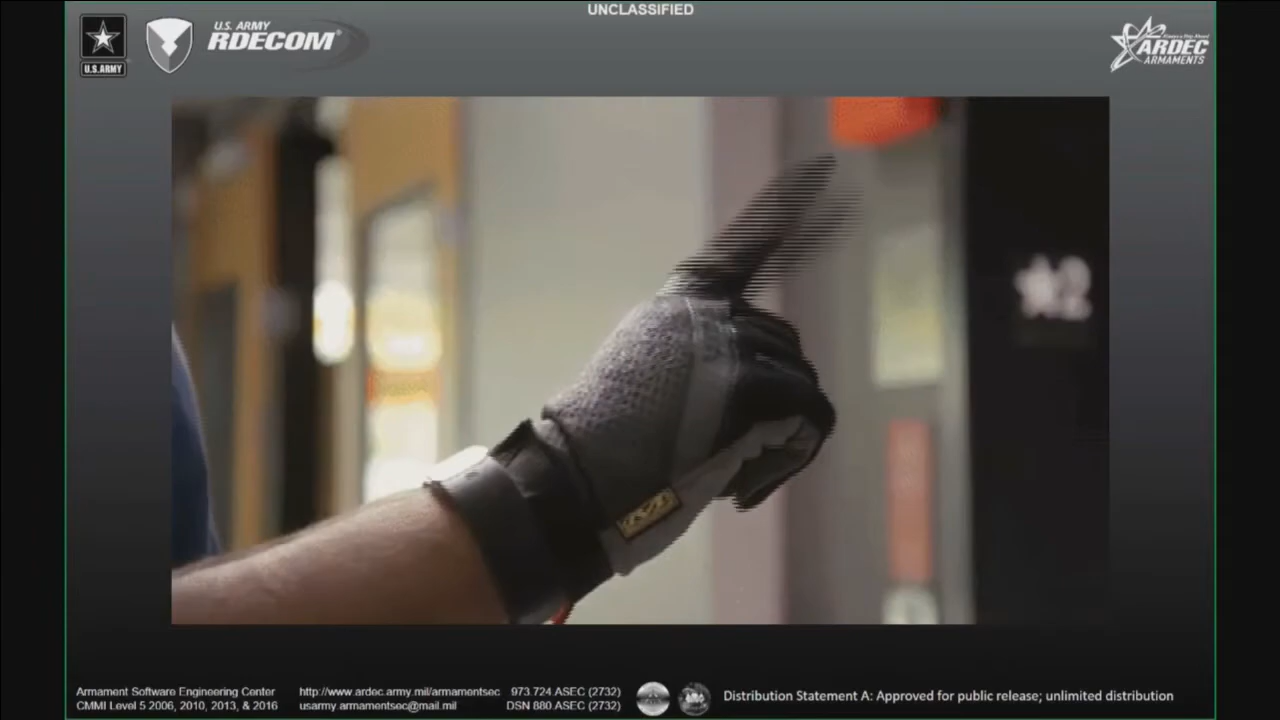 UNCLASSIFIED
U.S. ARMY
RDECOM®
U.S.ARMY
ARDEC
ARMAMENTS
Armament Software Engineering Center
CMMI Level 5 2006, 2010, 2013, & 2016
http://www.ardec.army.mil/armamentsec
usarmy.armamentsec@mail.mil
973.724.ASEC (2732)
DSN 880.ASEC (2732)
Distribution Statement A: Approved for public release; unlimited distribution